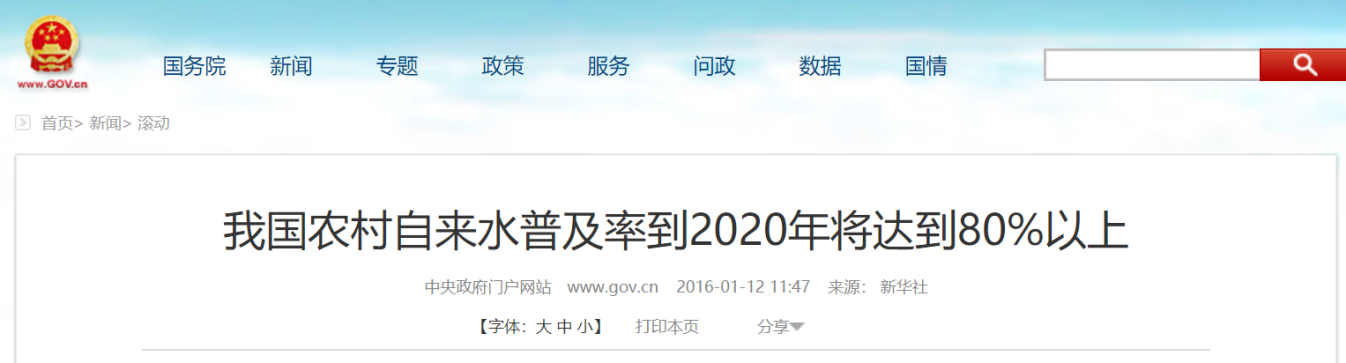 国务院 新闻 专题 政策 服务 问政 数据 国情
www.GOV.cn
首页> 新闻> 滚动
我国农村自来水普及率到2020年将达到80%以上
中央政府门户网站 www.gov.cn 2016-01-12 11:47 来源： 新华社
【字体：大 中 小】 打印本页 分享